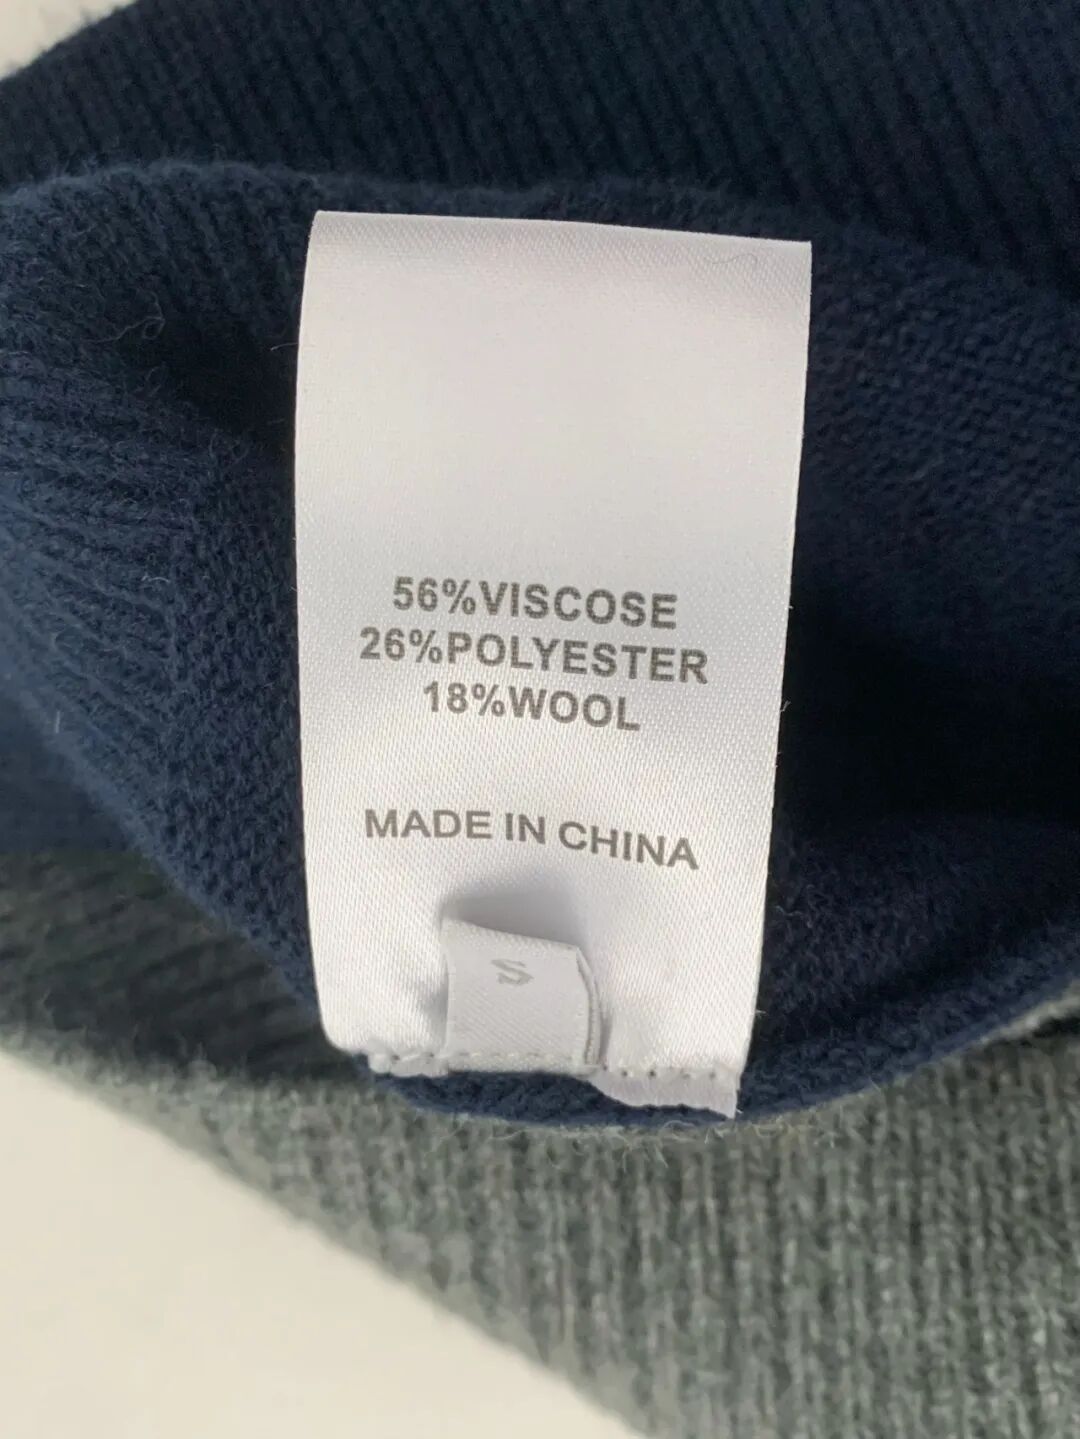 56%VISCOSE
26%POLYESTER
18%WOOL
MADE IN CHINA
S